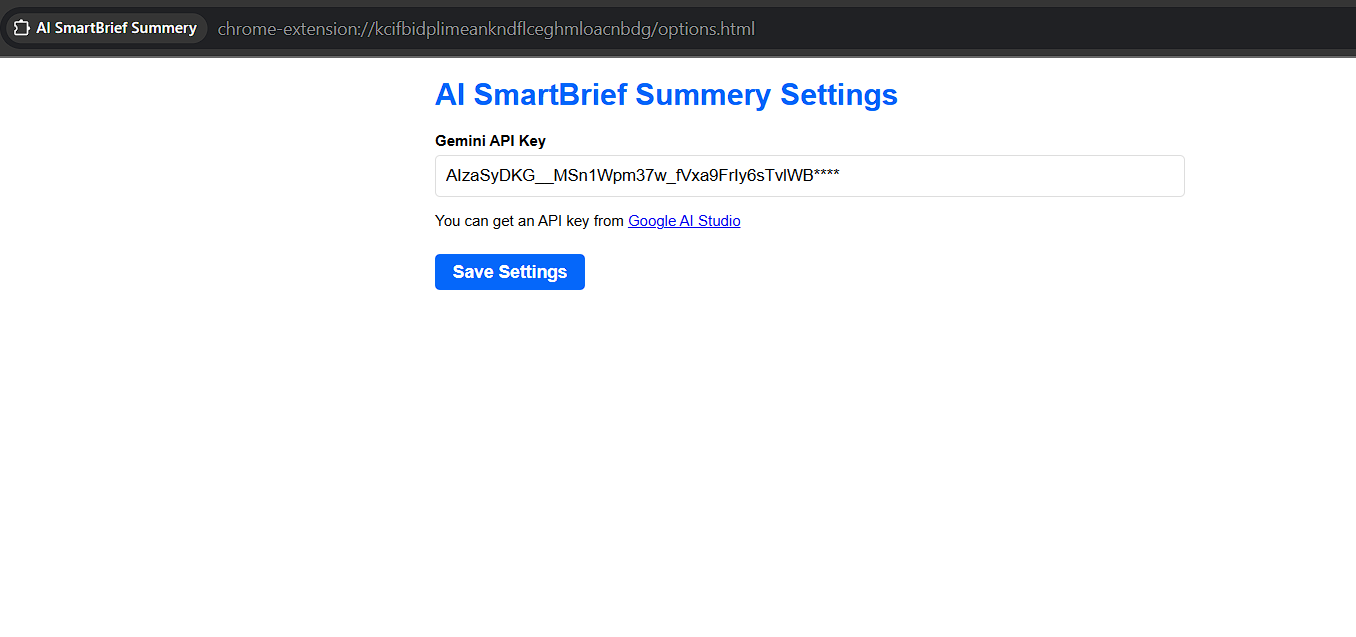 AI SmartBrief Summery
chrome-extension://kcifbidplimeankndflceghmloacnbdg/options.html
AI SmartBrief Summery Settings
Gemini API Key
AIzaSyDKG__MSn1Wpm37w_fVxa9FrIy6sTvlWB****
You can get an API key from Google AI Studio
Save Settings